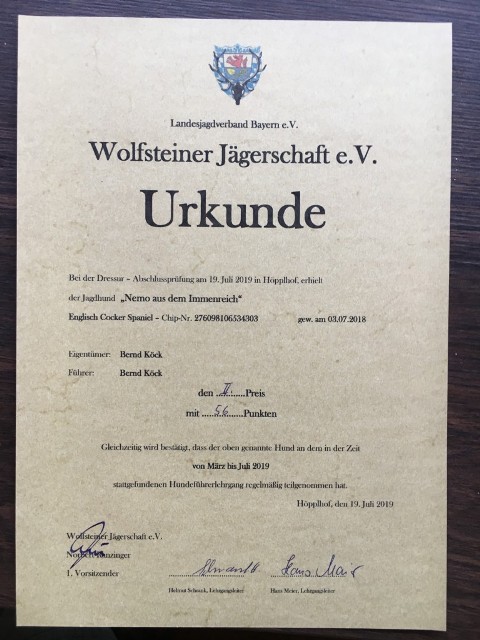 Landesjagdverband Bayern e.V.
Wolfsteiner Jägerschaft e.V.
Urkunde
Bei der Dressur – Abschlussprüfung am 19. Juli 2019 in Höpplhof, erhielt
der Jagdhund „Nemo aus dem Immenreich“
Englisch Cocker Spaniel – Chip-Nr. 276098106534303 gew. am 03.07.2018
Eigentümer: Bernd Köck
Führer: Bernd Köck
den ..II......Preis
mit .....56.....Punkten
Gleichzeitig wird bestätigt, dass der oben genannte Hund an dem in der Zeit
von März bis Juli 2019
stattgefundenen Hundeführerlehrgang regelmäßig teilgenommen hat.
Höpplhof, den 19. Juli 2019
Wolfsteiner Jägerschaft e.V.
1. Vorsitzender
Hans Meier
Helmut Schmuck, Lehrgangsleiter Hans Meier, Lehrgangsleiter